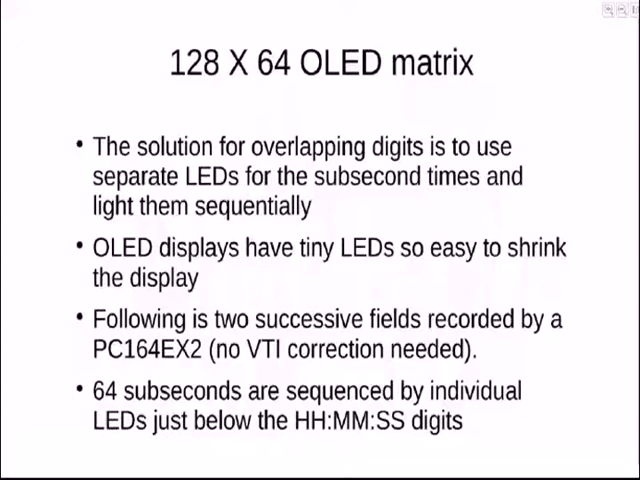 128 X 64 OLED matrix
• The solution for overlapping digits is to use
separate LEDs for the subsecond times and
light them sequentially
• OLED displays have tiny LEDs so easy to shrink
the display
• Following is two successive fields recorded by a
PC164EX2 (no VTI correction needed).
• 64 subseconds are sequenced by individual
LEDs just below the HH:MM:SS digits